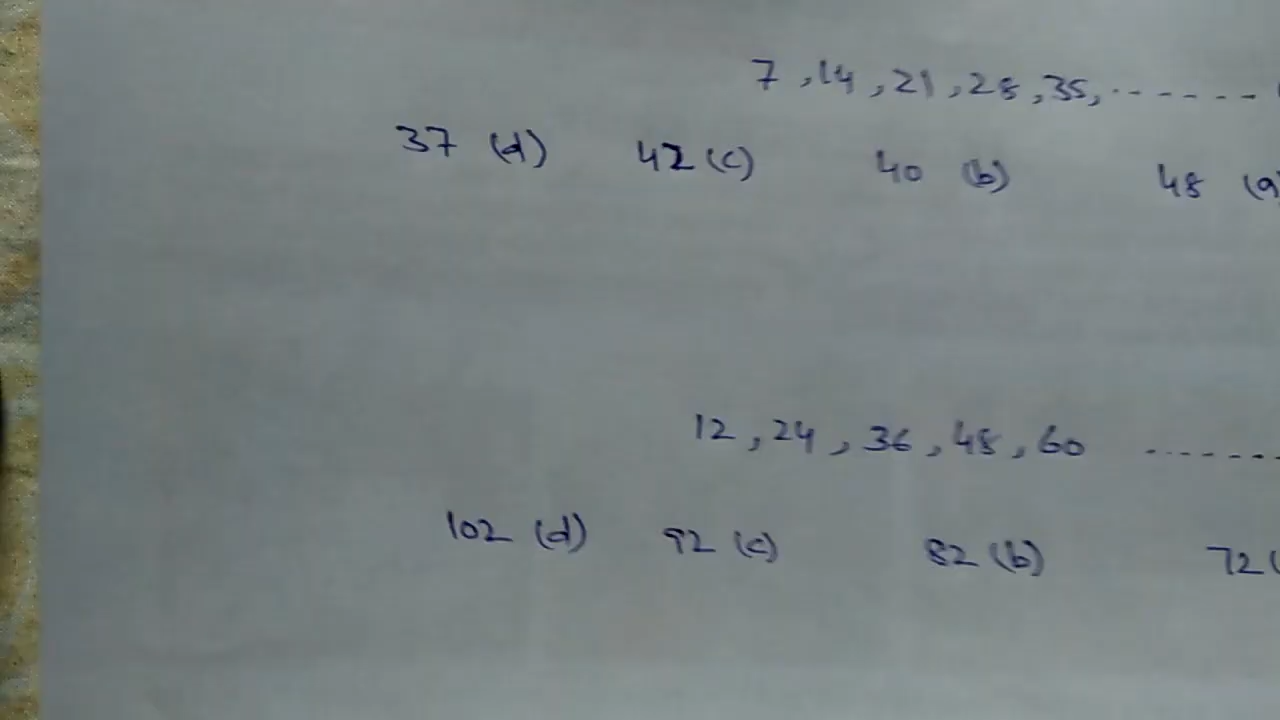 7, 14, 21, 28, 35, .......
37 (d) 42 (c) 40 (b) 48 (a
12, 24, 36, 48, 60 .......
102 (d) 92 (c) 82 (b) 72 (